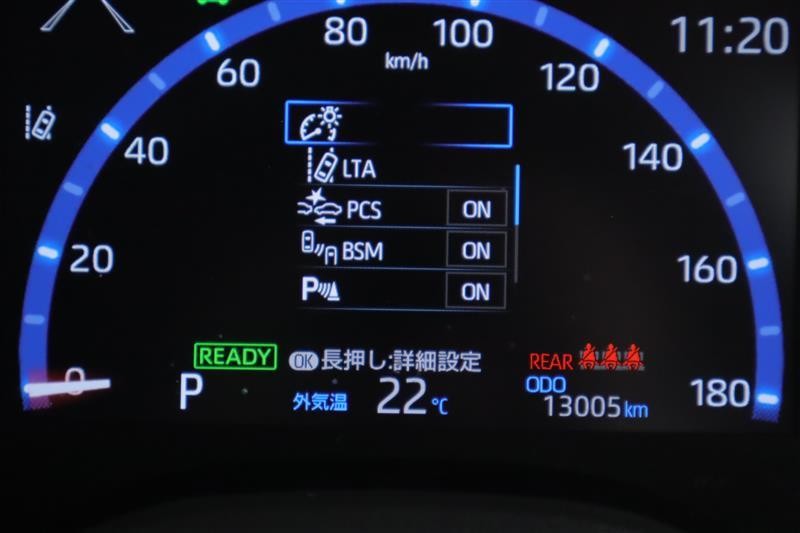 11:20
80 100
km/h
60 120
40 140
20 160
0 180
LTA
PCS ON
BSM ON
P ON
READY
OK 長押し:詳細設定
REAR
P
外気温 22℃
ODO
13005km